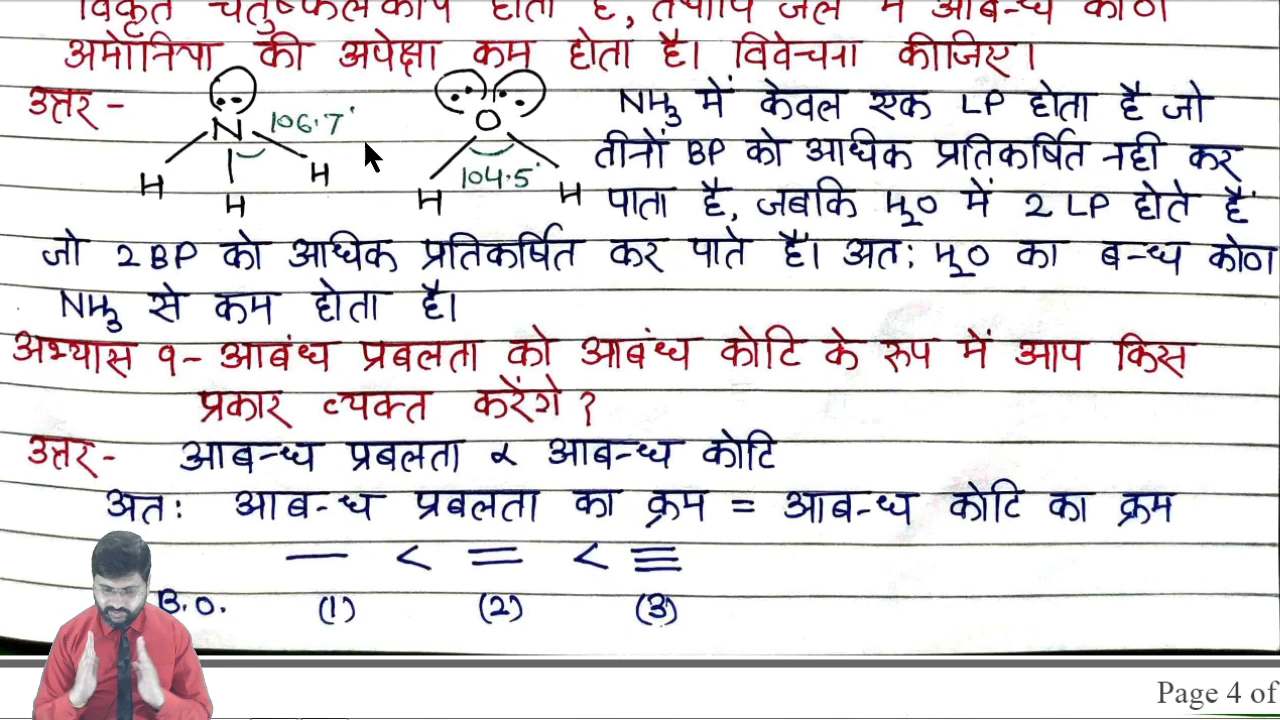 विकृत चतुष्फलकीय होती है, तथापि जल में आबन्ध कोण
अमोनिया की अपेक्षा कम होता है। विवेचना कीजिए।
उत्तर -
N 106.7°
H H H
O
104.5°
H H
NH3 में केवल एक LP होता है जो
तीनों BP को अधिक प्रतिकर्षित नही कर
पाता है, जबकि H2O में 2 LP होते हैं
जो 2 BP को अधिक प्रतिकर्षित कर पाते हैं। अतः H2O का बन्ध कोण
NH3 से कम होता है।
अभ्यास 9- आबंध प्रबलता को आबंध कोटि के रूप में आप किस
प्रकार व्यक्त करेंगे ?
उत्तर- आबन्ध प्रबलता ∝ आबन्ध कोटि
अतः आबन्ध प्रबलता का क्रम = आबन्ध कोटि का क्रम
— < = < ≡
B.O. (1) (2) (3)
Page 4 of